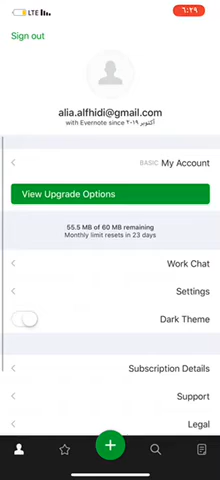 LTE
٦:٢٩
Sign out
alia.alfhidi@gmail.com
with Evernote since أكتوبر ٢٠١٩
BASIC My Account
View Upgrade Options
55.5 MB of 60 MB remaining
Monthly limit resets in 23 days
Work Chat
Settings
Dark Theme
Subscription Details
Support
Legal